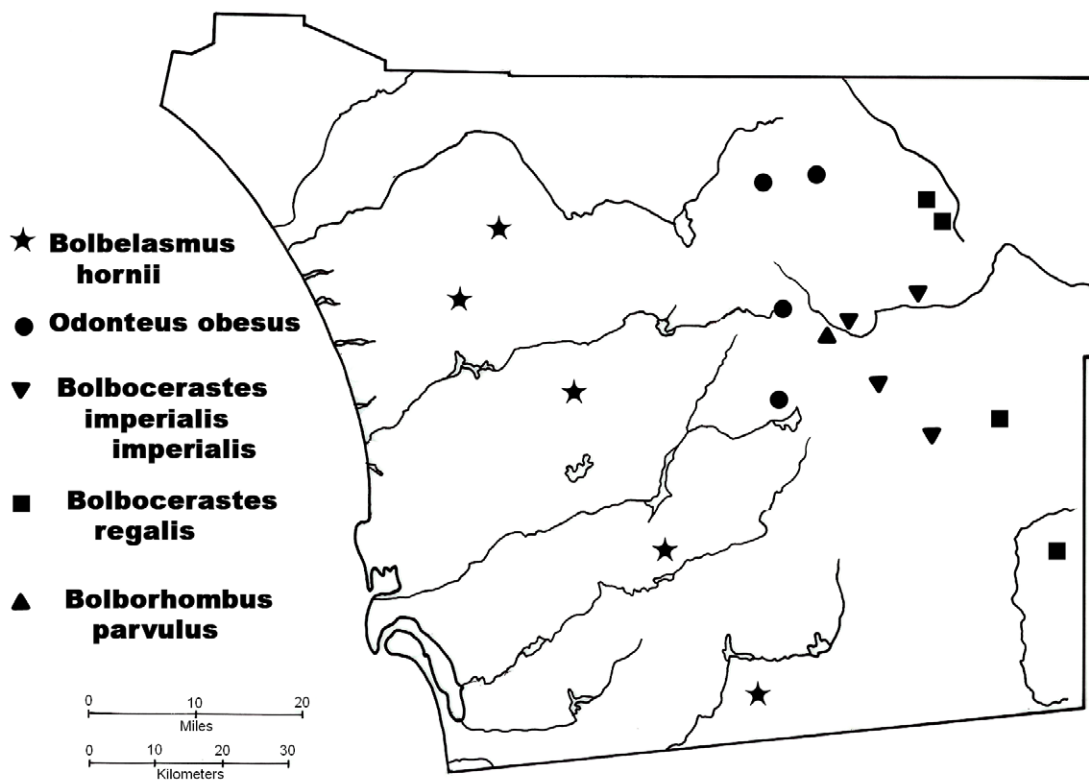 Bolbelasmus
hornii
Odonteus obesus
Bolbocerastes
imperialis
imperialis
Bolbocerastes
regalis
Bolborhombus
parvulus
0 10 20
Miles
0 10 20 30
Kilometers